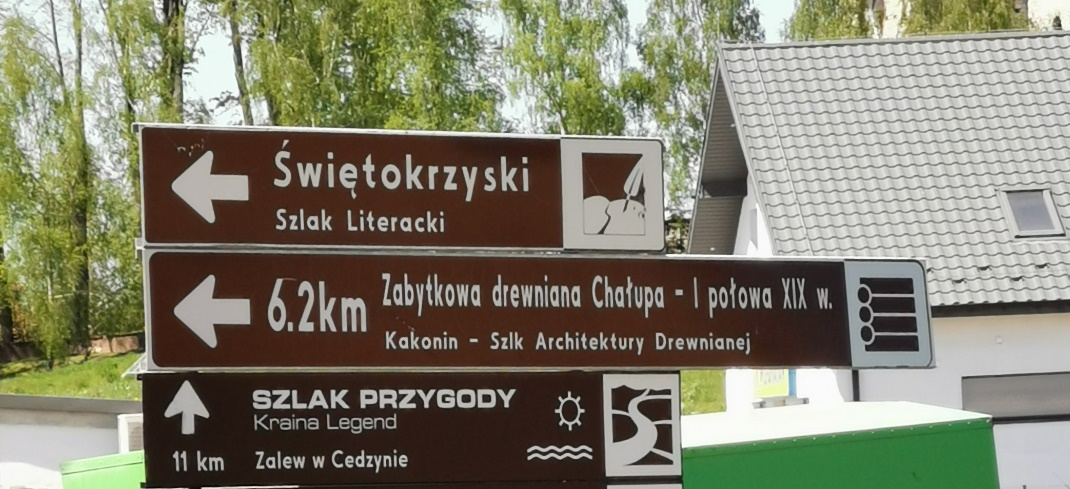 Świętokrzyski
Szlak Literacki
6.2km Zabytkowa drewniana Chałupa - I połowa XIX w.
Kakonin - Szlk Architektury Drewnianej
SZLAK PRZYGODY
Kraina Legend
11 km Zalew w Cedzynie